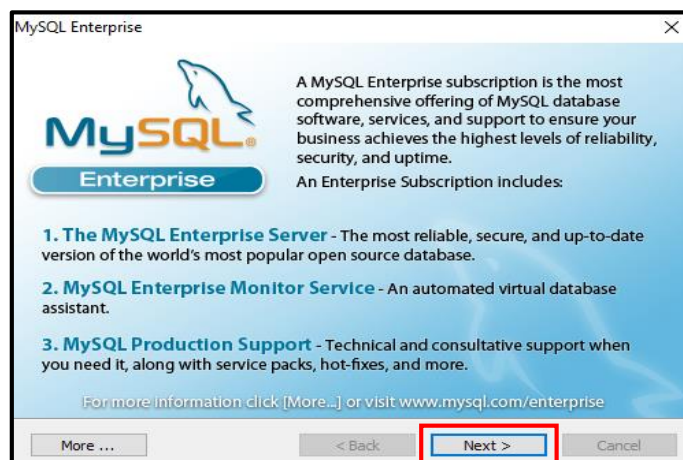 MySQL Enterprise
A MySQL Enterprise subscription is the most
comprehensive offering of MySQL database
software, services, and support to ensure your
business achieves the highest levels of reliability,
security, and uptime.
An Enterprise Subscription includes:
MySQL®
Enterprise
1. The MySQL Enterprise Server - The most reliable, secure, and up-to-date
version of the world's most popular open source database.
2. MySQL Enterprise Monitor Service - An automated virtual database
assistant.
3. MySQL Production Support - Technical and consultative support when
you need it, along with service packs, hot-fixes, and more.
For more information click [More...] or visit www.mysql.com/enterprise
More ...
< Back
Next >
Cancel